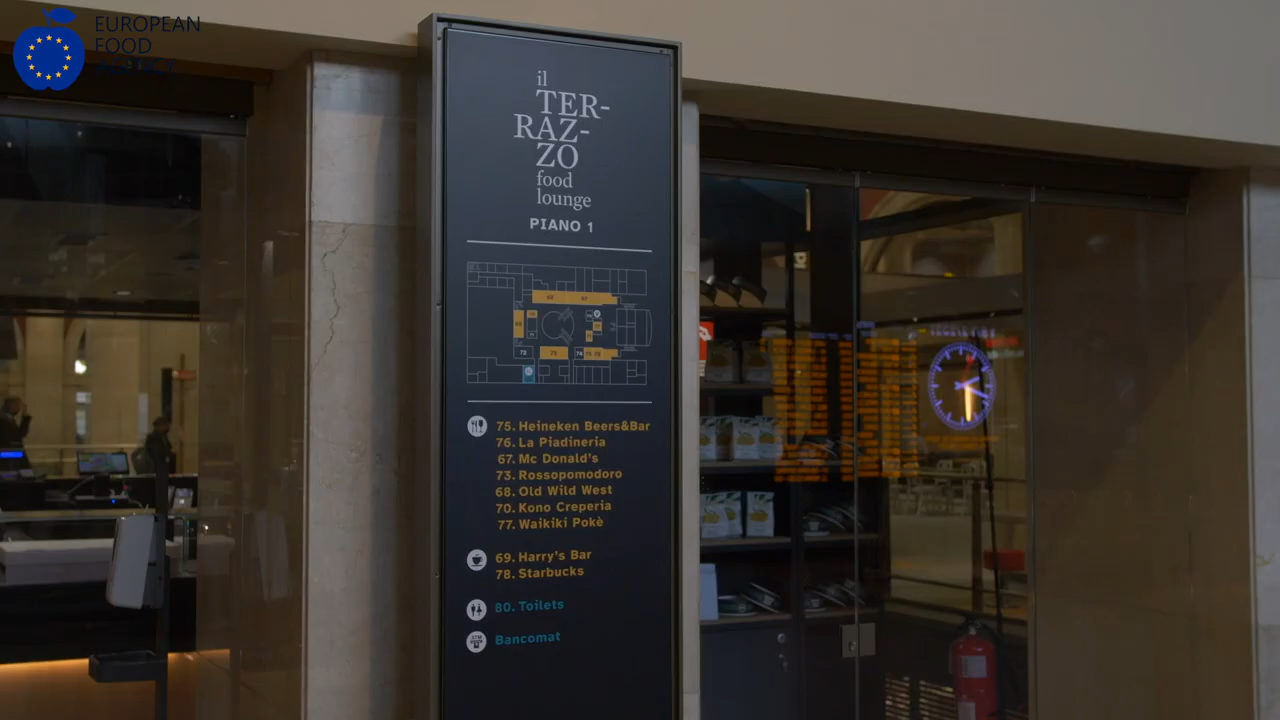 EUROPEAN
FOOD
AGENCY
il
TER-
RAZ-
ZO
food
lounge
PIANO 1
75. Heineken Beers&Bar
76. La Piadineria
67. Mc Donald's
73. Rossopomodoro
68. Old Wild West
70. Kono Creperia
77. Waikiki Pokè
69. Harry's Bar
78. Starbucks
80. Toilets
ATM
Bancomat